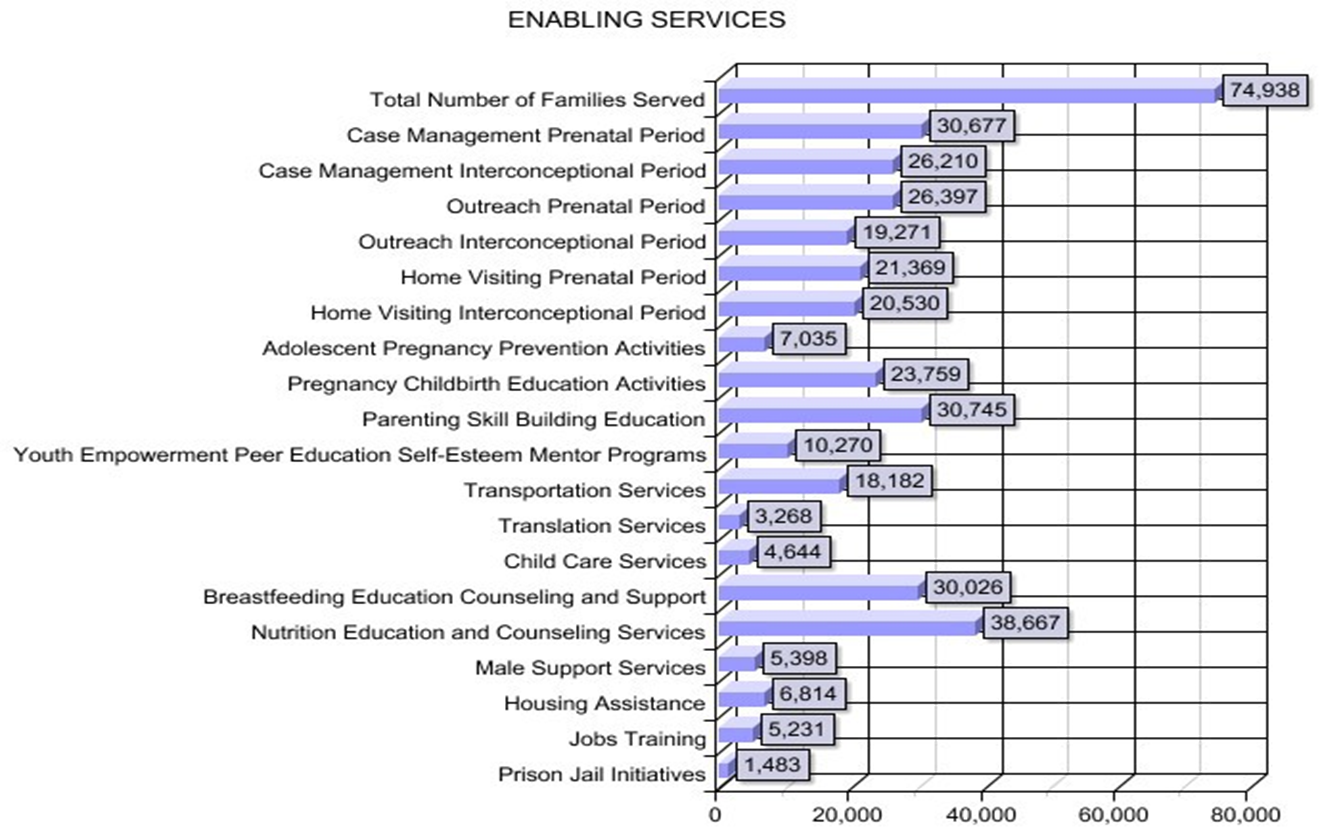 ENABLING SERVICES
Total Number of Families Served 74,938
Case Management Prenatal Period 30,677
Case Management Interconceptional Period 26,210
Outreach Prenatal Period 26,397
Outreach Interconceptional Period 19,271
Home Visiting Prenatal Period 21,369
Home Visiting Interconceptional Period 20,530
Adolescent Pregnancy Prevention Activities 7,035
Pregnancy Childbirth Education Activities 23,759
Parenting Skill Building Education 30,745
Youth Empowerment Peer Education Self-Esteem Mentor Programs 10,270
Transportation Services 18,182
Translation Services 3,268
Child Care Services 4,644
Breastfeeding Education Counseling and Support 30,026
Nutrition Education and Counseling Services 38,667
Male Support Services 5,398
Housing Assistance 6,814
Jobs Training 5,231
Prison Jail Initiatives 1,483
0 20,000 40,000 60,000 80,000